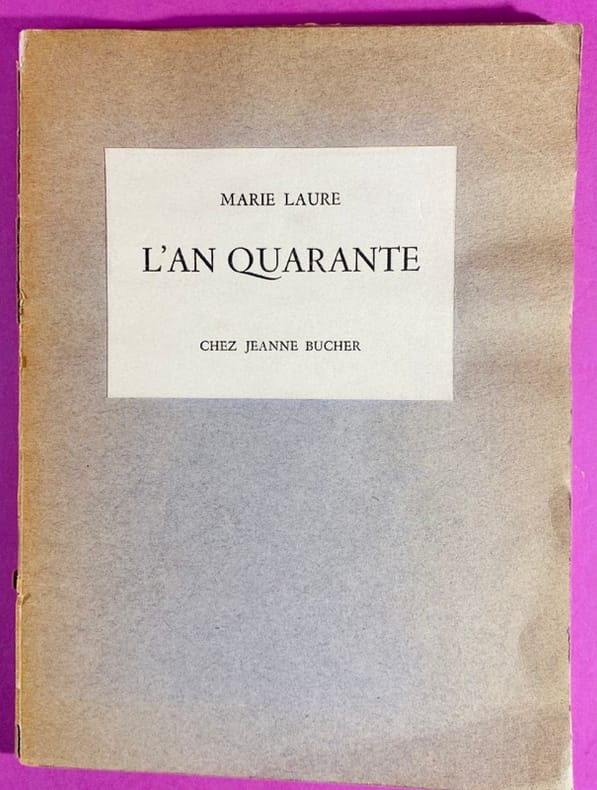 MARIE LAURE
L'AN QUARANTE
CHEZ JEANNE BUCHER